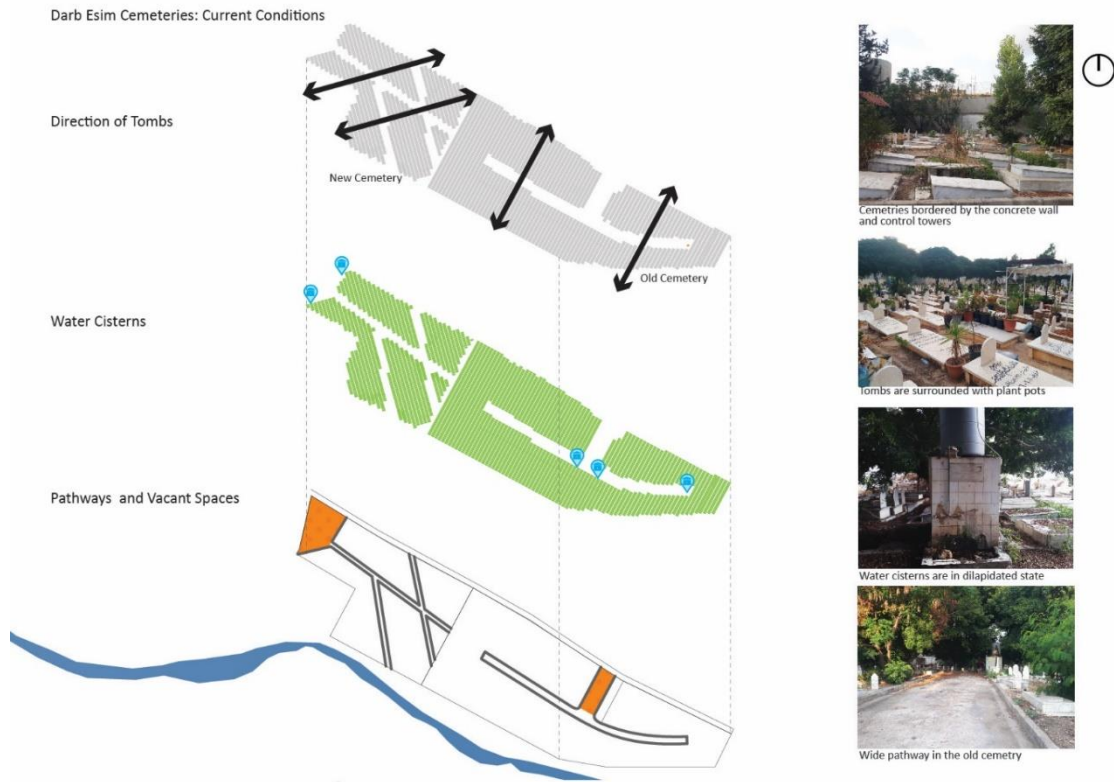 Darb Esim Cemeteries: Current Conditions
Direction of Tombs
New Cemetery
Old Cemetery
Water Cisterns
Pathways and Vacant Spaces
Cemetries bordered by the concrete wall
and control towers
Tombs are surrounded with plant pots
Water cisterns are in dilapidated state
Wide pathway in the old cemetry